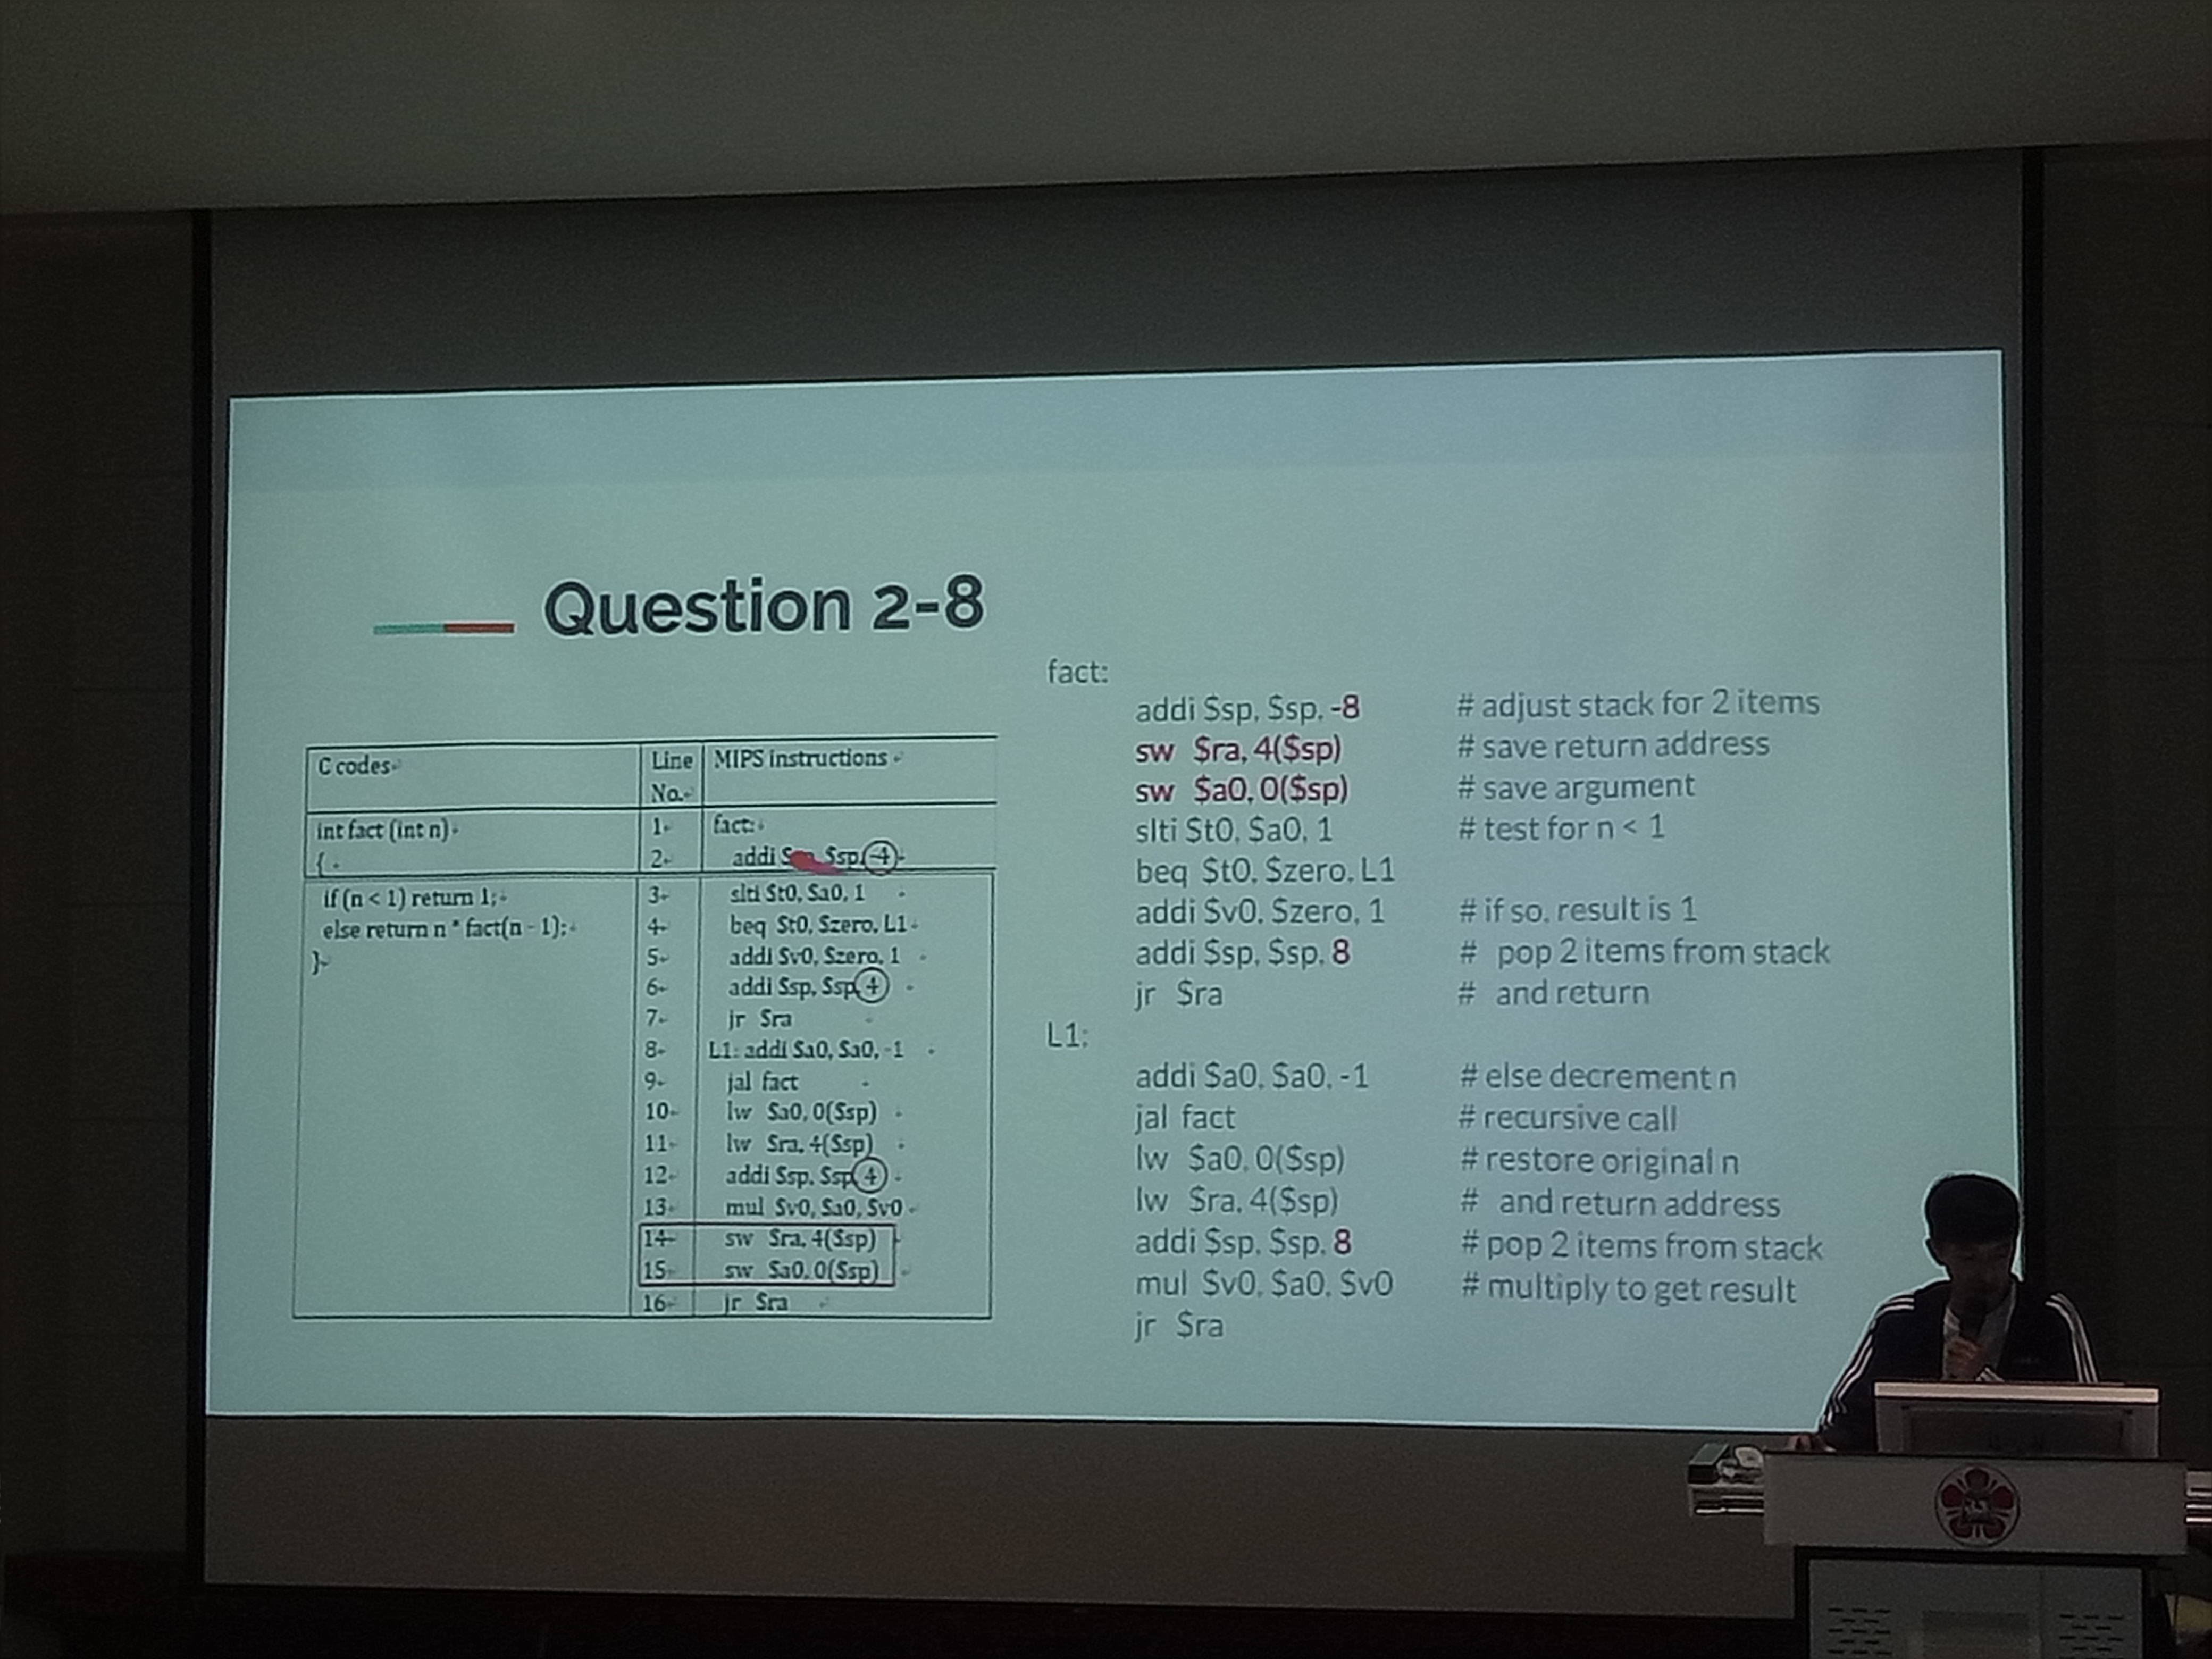 Question 2-8
C codes
Line No.
MIPS instructions
int fact (int n)
1
fact:
{
2
addi $sp, $sp, -4
if (n < 1) return 1;
3
slti $t0, $a0, 1
else return n * fact(n - 1);
4
beq $t0, $zero, L1
}
5
addi $v0, $zero, 1
6
addi $sp, $sp, 4
7
jr $ra
8
L1: addi $a0, $a0, -1
9
jal fact
10
lw $a0, 0($sp)
11
lw $ra, 4($sp)
12
addi $sp, $sp, 4
13
mul $v0, $a0, $v0
14
sw $ra, 4($sp)
15
sw $a0, 0($sp)
16
jr $ra
fact:
addi $sp, $sp, -8 # adjust stack for 2 items
sw $ra, 4($sp) # save return address
sw $a0, 0($sp) # save argument
slti $t0, $a0, 1 # test for n < 1
beq $t0, $zero, L1
addi $v0, $zero, 1 # if so, result is 1
addi $sp, $sp, 8 # pop 2 items from stack
jr $ra # and return
L1:
addi $a0, $a0, -1 # else decrement n
jal fact # recursive call
lw $a0, 0($sp) # restore original n
lw $ra, 4($sp) # and return address
addi $sp, $sp, 8 # pop 2 items from stack
mul $v0, $a0, $v0 # multiply to get result
jr $ra